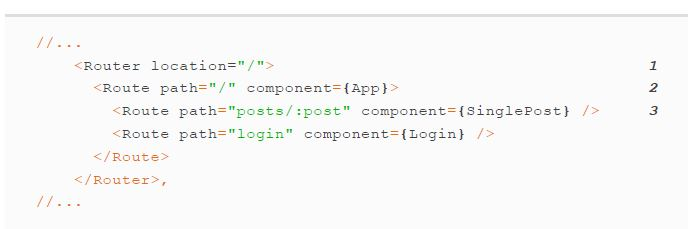 //...
<Router location="/"> 1
<Route path="/" component={App}> 2
<Route path="posts/:post" component={SinglePost} /> 3
<Route path="login" component={Login} />
</Route>
</Router>,
//...